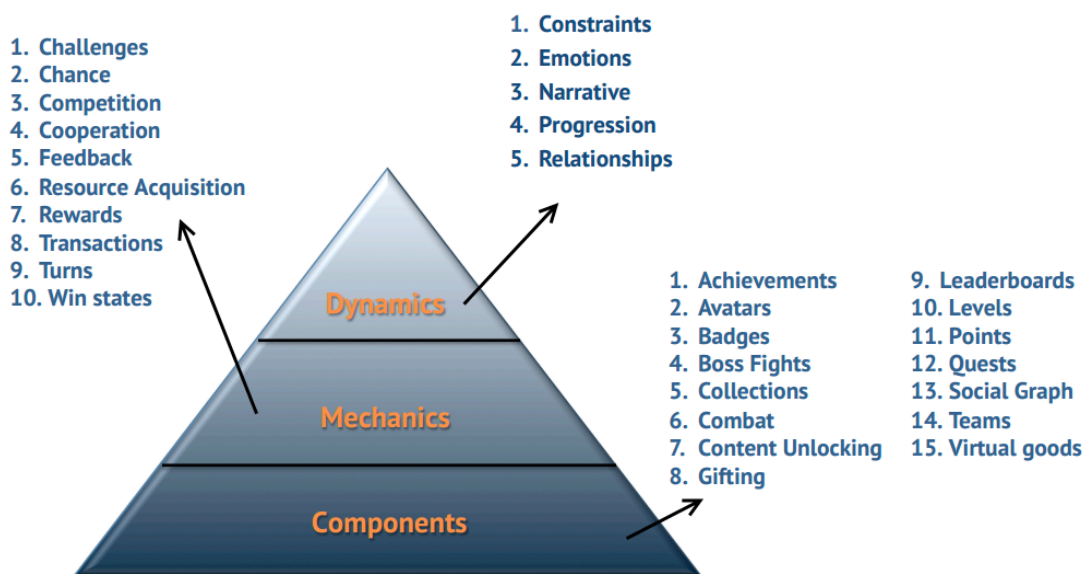 1. Challenges
2. Chance
3. Competition
4. Cooperation
5. Feedback
6. Resource Acquisition
7. Rewards
8. Transactions
9. Turns
10. Win states
1. Constraints
2. Emotions
3. Narrative
4. Progression
5. Relationships
Dynamics
Mechanics
Components
1. Achievements
2. Avatars
3. Badges
4. Boss Fights
5. Collections
6. Combat
7. Content Unlocking
8. Gifting
9. Leaderboards
10. Levels
11. Points
12. Quests
13. Social Graph
14. Teams
15. Virtual goods